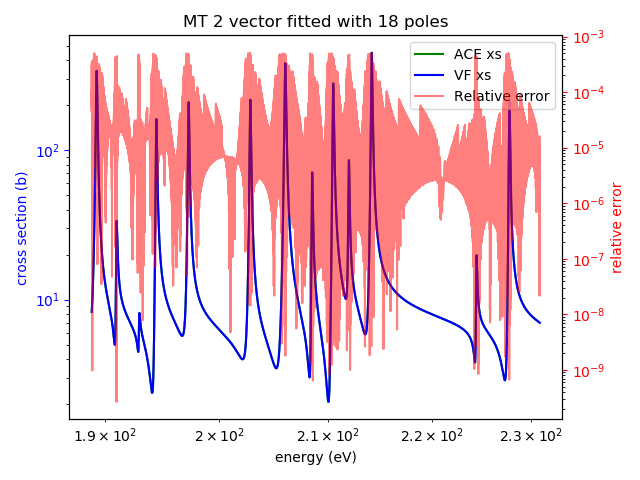 MT 2 vector fitted with 18 poles
ACE xs
VF xs
Relative error
cross section (b)
10²
10¹
10⁻³
10⁻⁴
10⁻⁵
10⁻⁶
10⁻⁷
10⁻⁸
10⁻⁹
relative error
1.9 × 10² 2 × 10² 2.1 × 10² 2.2 × 10² 2.3 × 10²
energy (eV)